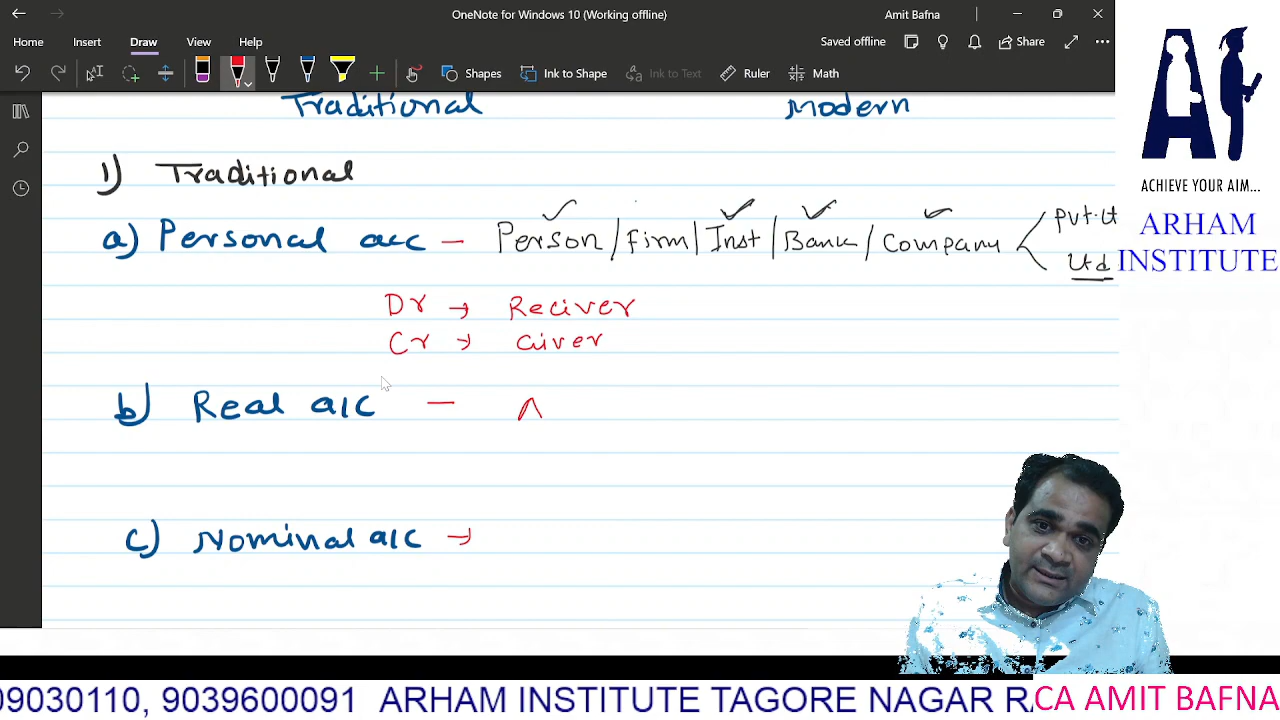 OneNote for Windows 10 (Working offline)
Amit Bafna
Home Insert Draw View Help
Saved offline
Share
Shapes
Ink to Shape
Ink to Text
Ruler
Math
Traditional Modern
1) Traditional
a) Personal acc - Person / Firm / Inst / Bank / Company < Pvt. Lt
Ltd
Dr → Reciver
Cr → Giver
b) Real a/c -
c) Nominal a/c →
AI
ACHIEVE YOUR AIM...
ARHAM
INSTITUTE
09030110, 9039600091 ARHAM INSTITUTE TAGORE NAGAR RA
CA AMIT BAFNA